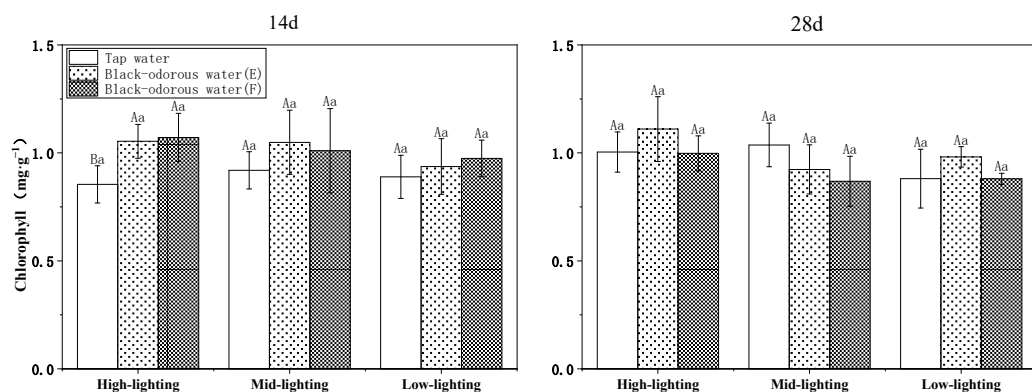 14d
28d
Chlorophyll (mg·g⁻¹)
1.5
1.0
0.5
0.0
Tap water
Black-odorous water(E)
Black-odorous water(F)
Ba
Aa
Aa
Aa
Aa
Aa
Aa
Aa
Aa
High-lighting
Mid-lighting
Low-lighting
1.5
1.0
0.5
0.0
Aa
Aa
Aa
Aa
Aa
Aa
Aa
Aa
Aa
High-lighting
Mid-lighting
Low-lighting